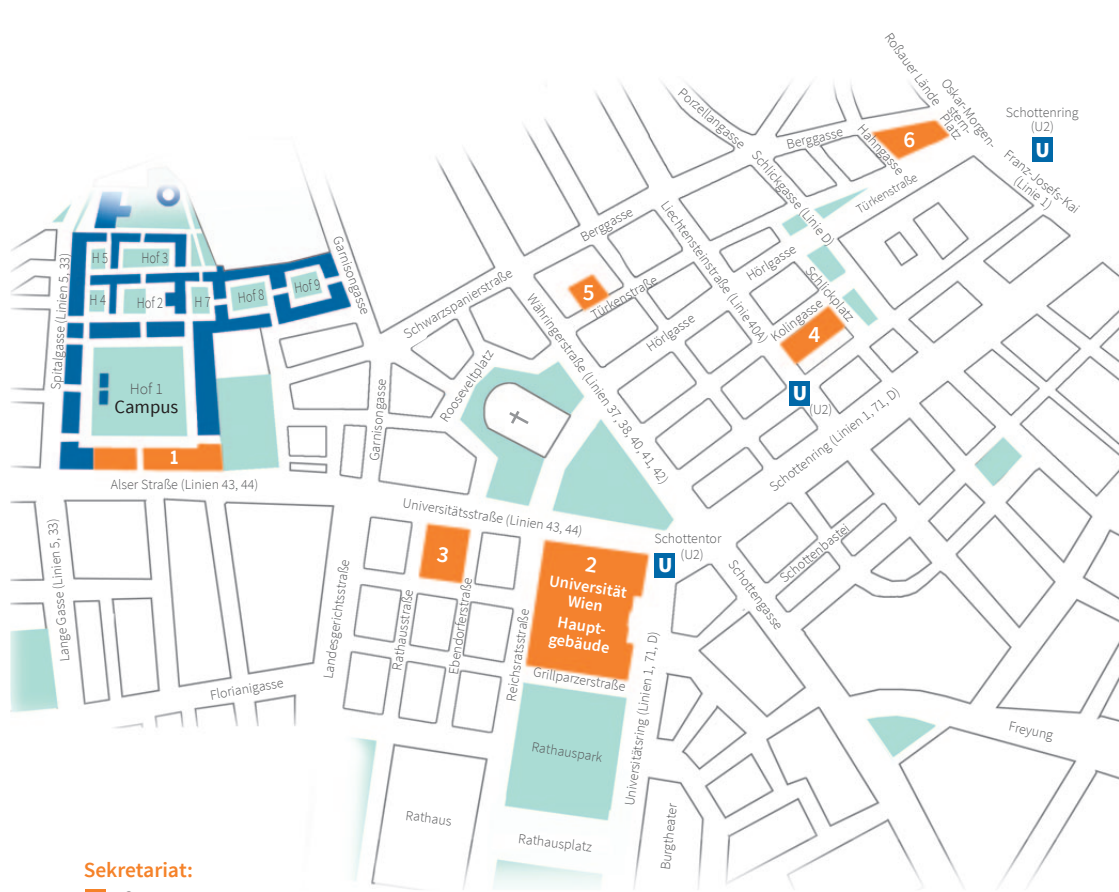 Roßauer Lände
Oskar-Morgen-
stern-
Platz
Schottenring
(U2)
U
Porzellangasse
Berggasse
Hahngasse
6
Franz-Josefs-Kai
(Linie 1)
Schlickgasse (Linie D)
Türkenstraße
Liechtensteinstraße (Linie 40A)
Berggasse
Hörlgasse
Schlickplatz
Kolingasse
4
U
(U2)
5
Türkenstraße
Hörlgasse
Währingerstraße (Linien 37, 38, 40, 41, 42)
Schwarzspanierstraße
Garnisongasse
H 5
Hof 3
H 4
Hof 2
H 7
Hof 8
Hof 9
Spitalgasse (Linien 5, 33)
Hof 1
Campus
1
Rooseveltplatz
Garnisongasse
Schottenring (Linien 1, 71, D)
Alser Straße (Linien 43, 44)
Universitätsstraße (Linien 43, 44)
3
2
Universität
Wien
Haupt-
gebäude
Schottentor
(U2)
U
Schottenbastei
Schottengasse
Lange Gasse (Linien 5, 33)
Landesgerichtsstraße
Rathausstraße
Ebendorferstraße
Reichsratsstraße
Grillparzerstraße
Universitätsring (Linien 1, 71, D)
Florianigasse
Freyung
Rathauspark
Rathaus
Rathausplatz
Burgtheater
Sekretariat: